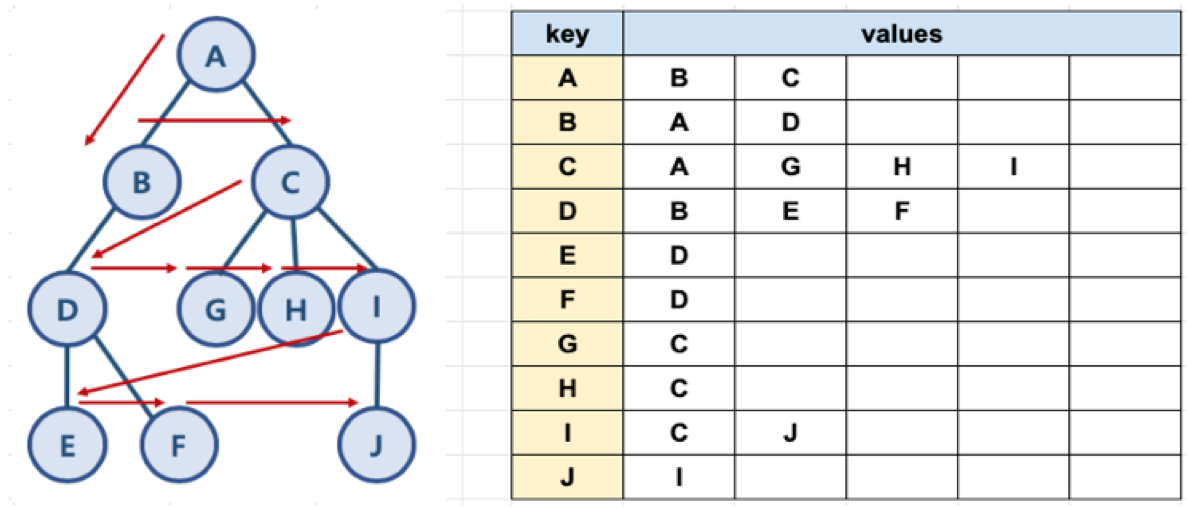 A
B C
D G H I
E F J
key values
A B C
B A D
C A G H I
D B E F
E D
F D
G C
H C
I C J
J I